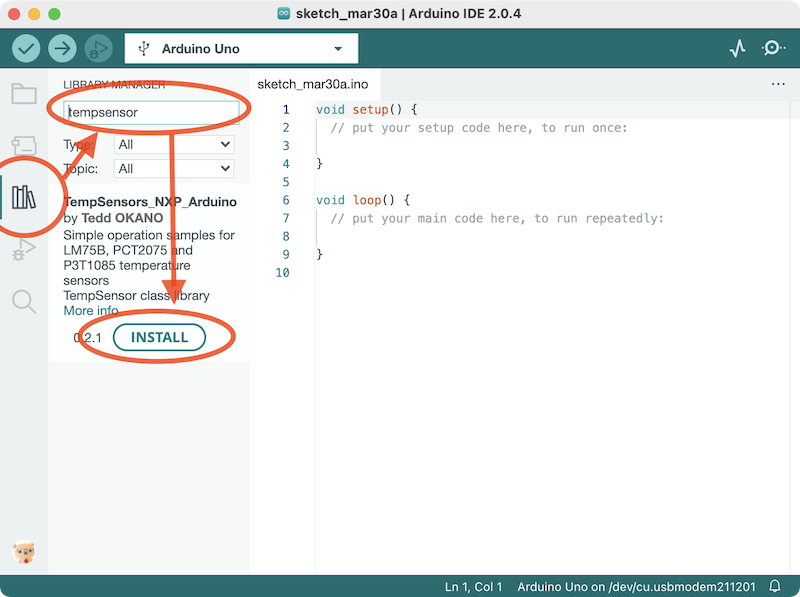 sketch_mar30a | Arduino IDE 2.0.4
Arduino Uno
LIBRARY MANAGER
tempsensor
Type: All
Topic: All
TempSensors_NXP_Arduino
by Tedd OKANO
Simple operation samples for
LM75B, PCT2075 and
P3T1085 temperature
sensors
TempSensor class library
More info
0.2.1 INSTALL
sketch_mar30a.ino
1 void setup() {
2 // put your setup code here, to run once:
3
4 }
5
6 void loop() {
7 // put your main code here, to run repeatedly:
8
9 }
10
Ln 1, Col 1 Arduino Uno on /dev/cu.usbmodem211201